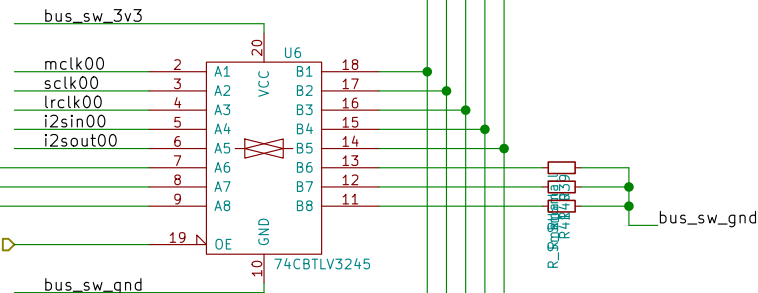 bus_sw_3v3
20
U6
mclk00 2 A1 VCC B1 18
sclk00 3 A2 B2 17
lrclk00 4 A3 B3 16
i2sin00 5 A4 B4 15
i2sout00 6 A5 B5 14
7 A6 B6 13
8 A7 B7 12
9 A8 B8 11
bus_sw_gnd
19 OE GND
74CBTLV3245
10
bus_sw_gnd